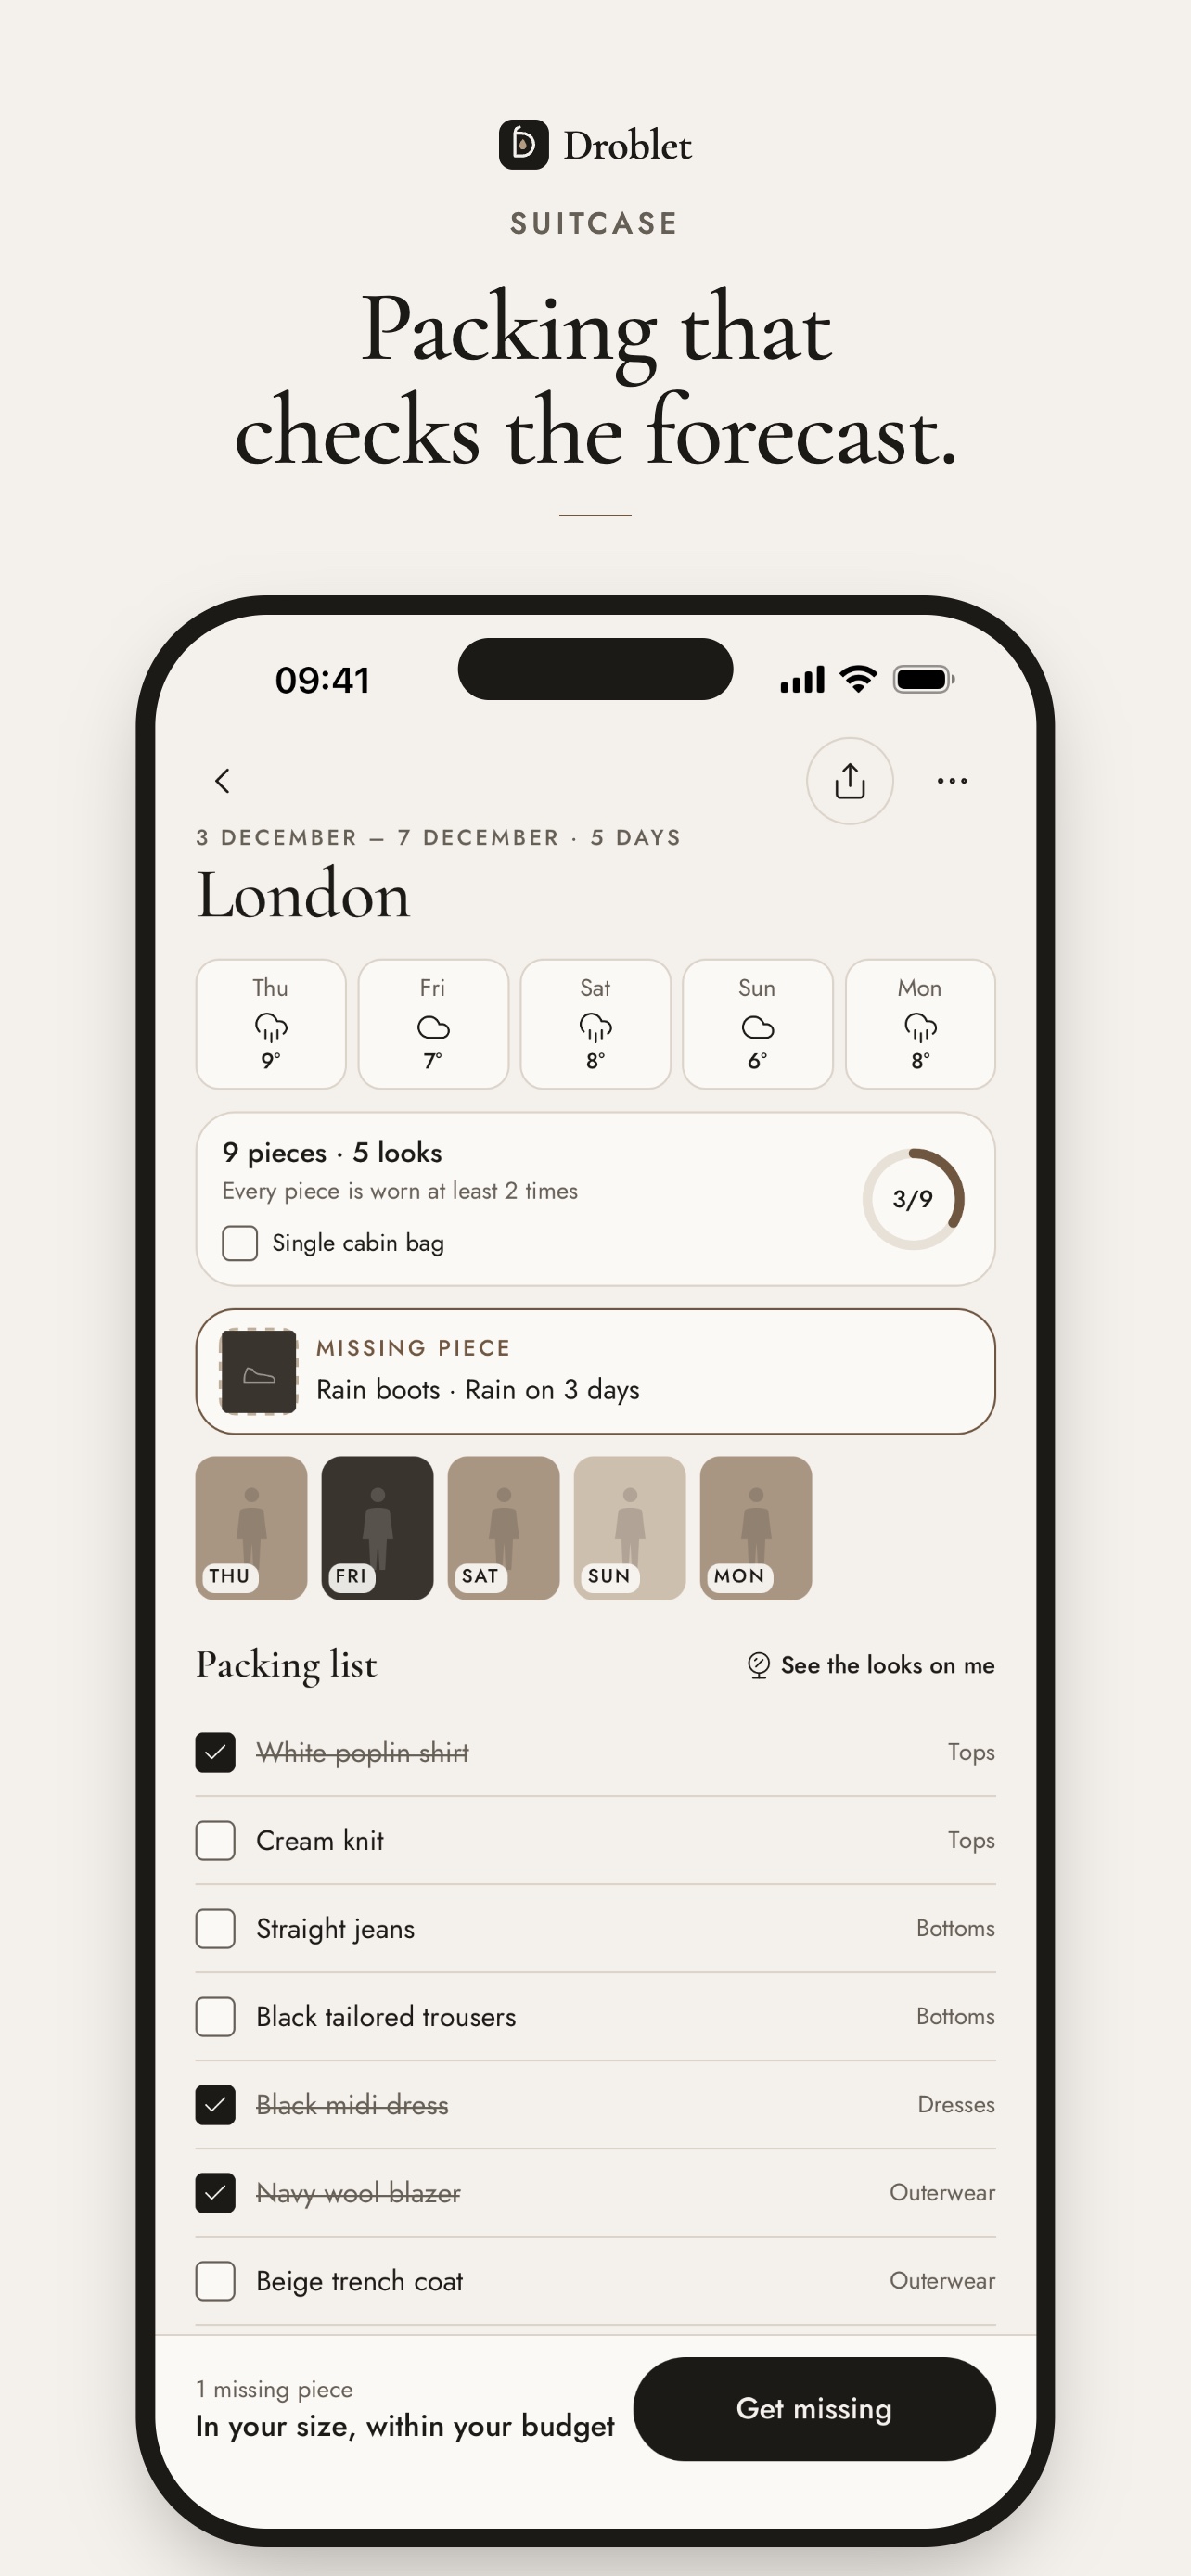 Droblet
SUITCASE
Packing that
checks the forecast.
09:41
3 DECEMBER – 7 DECEMBER · 5 DAYS
London
Thu Fri Sat Sun Mon
9° 7° 8° 6° 8°
9 pieces · 5 looks
Every piece is worn at least 2 times
3/9
Single cabin bag
MISSING PIECE
Rain boots · Rain on 3 days
THU FRI SAT SUN MON
Packing list See the looks on me
White poplin shirt Tops
Cream knit Tops
Straight jeans Bottoms
Black tailored trousers Bottoms
Black midi dress Dresses
Navy wool blazer Outerwear
Beige trench coat Outerwear
1 missing piece
In your size, within your budget
Get missing